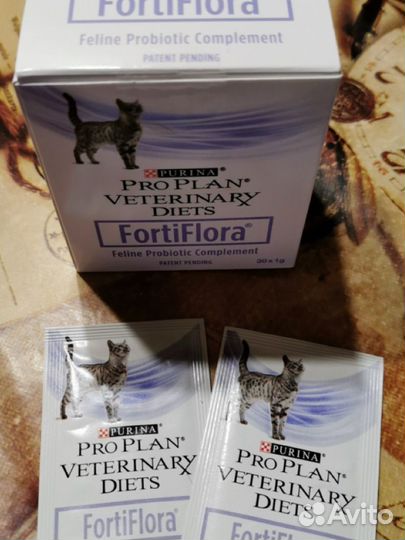 FortiFlora®
Feline Probiotic Complement
PATENT PENDING
PURINA®
PRO PLAN®
VETERINARY
DIETS
FortiFlora®
Feline Probiotic Complement
PATENT PENDING
30 x 1g
PURINA
PRO PLAN®
VETERINARY
DIETS
FortiFlora®
PURINA
PRO PLAN®
VETERINARY
DIETS
FortiFlora
Avito